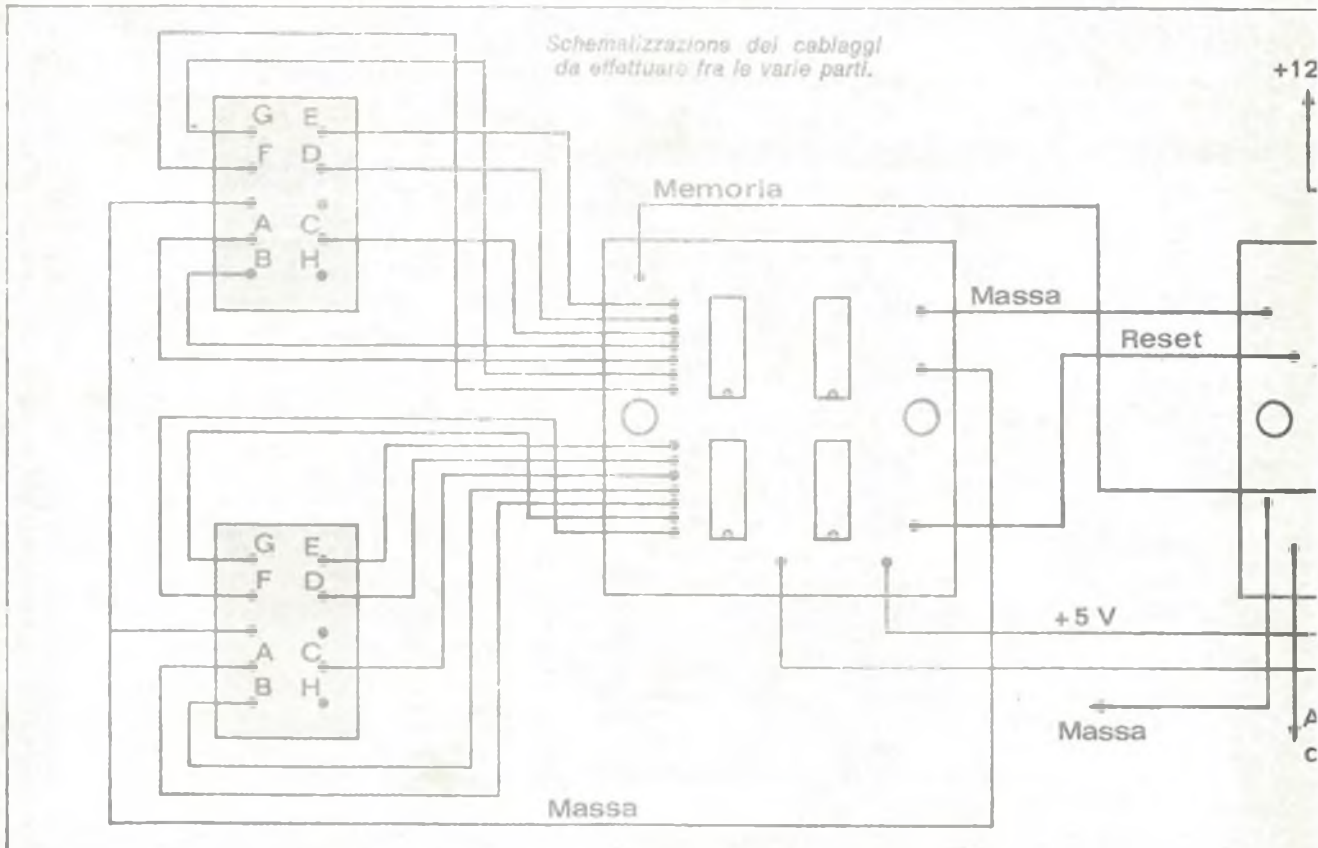 Schematizzazione dei cablaggi
da effettuare fra le varie parti.
+12
G E
F D
A C
B H
Memoria
Massa
Reset
G E
F D
A C
B H
+5 V
Massa
A
c
Massa